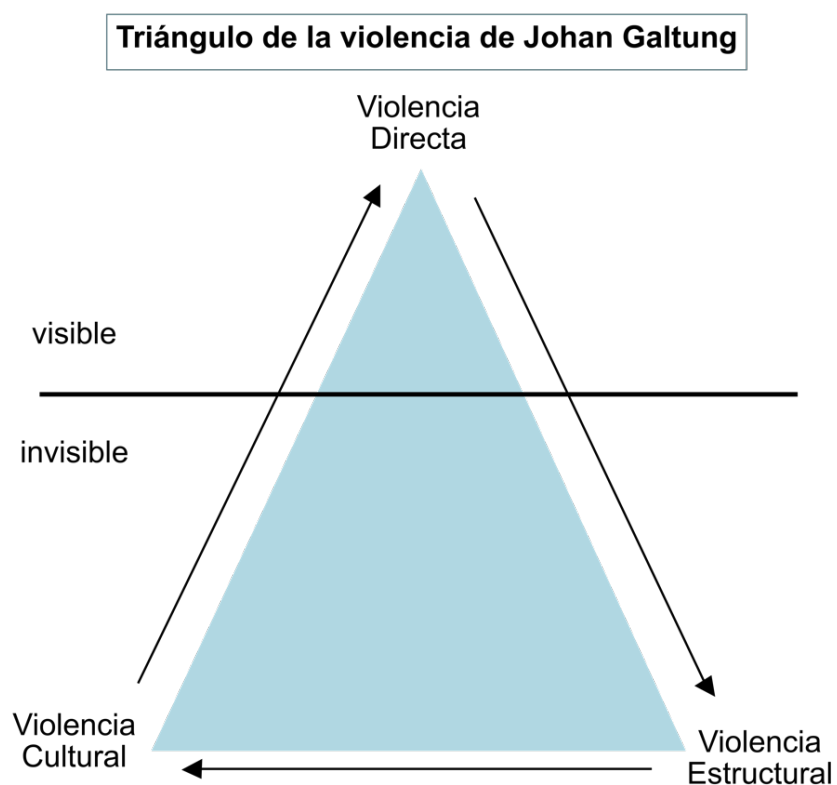 Triángulo de la violencia de Johan Galtung
Violencia
Directa
visible
invisible
Violencia
Cultural
Violencia
Estructural